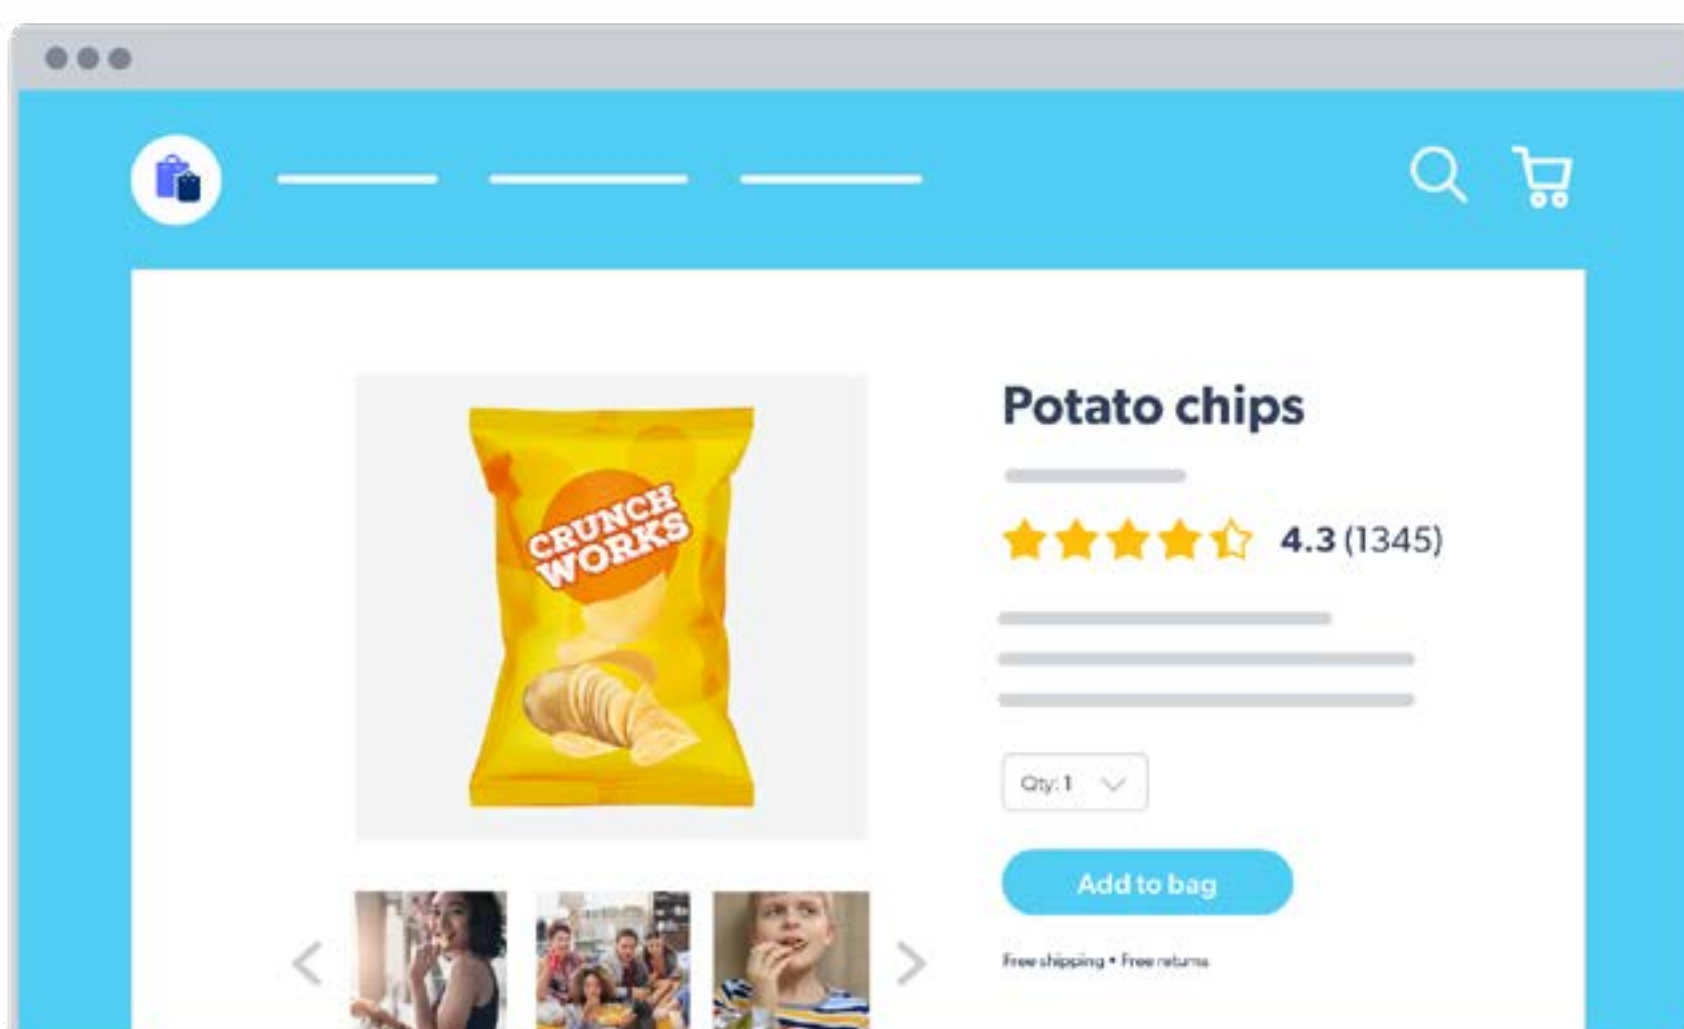 CRUNCH
WORKS
Potato chips
4.3 (1345)
Qty: 1
Add to bag
Free shipping • Free returns